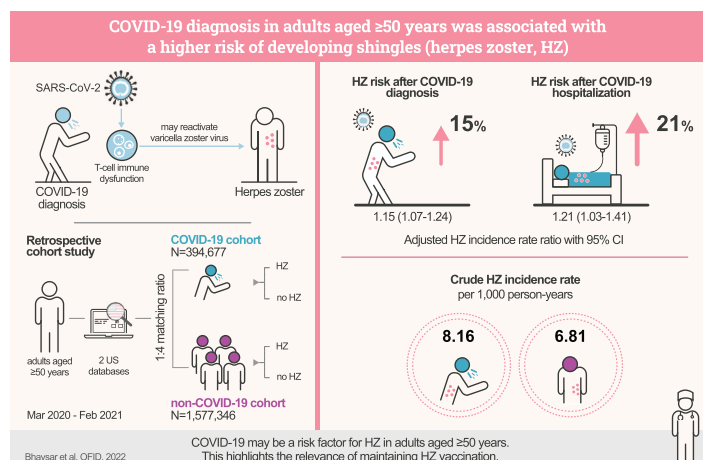 COVID-19 diagnosis in adults aged ≥50 years was associated with
a higher risk of developing shingles (herpes zoster, HZ)
SARS-CoV-2
may reactivate
varicella zoster virus
T-cell immune
dysfunction
COVID-19
diagnosis
Herpes zoster
Retrospective
cohort study
COVID-19 cohort
N=394,677
HZ
no HZ
1:4 matching ratio
adults aged
≥50 years
2 US
databases
HZ
no HZ
non-COVID-19 cohort
N=1,577,346
Mar 2020 - Feb 2021
HZ risk after COVID-19
diagnosis
15%
1.15 (1.07-1.24)
HZ risk after COVID-19
hospitalization
21%
1.21 (1.03-1.41)
Adjusted HZ incidence rate ratio with 95% CI
Crude HZ incidence rate
per 1,000 person-years
8.16
6.81
COVID-19 may be a risk factor for HZ in adults aged ≥50 years.
This highlights the relevance of maintaining HZ vaccination.
Bhavsar et al. OFID. 2022